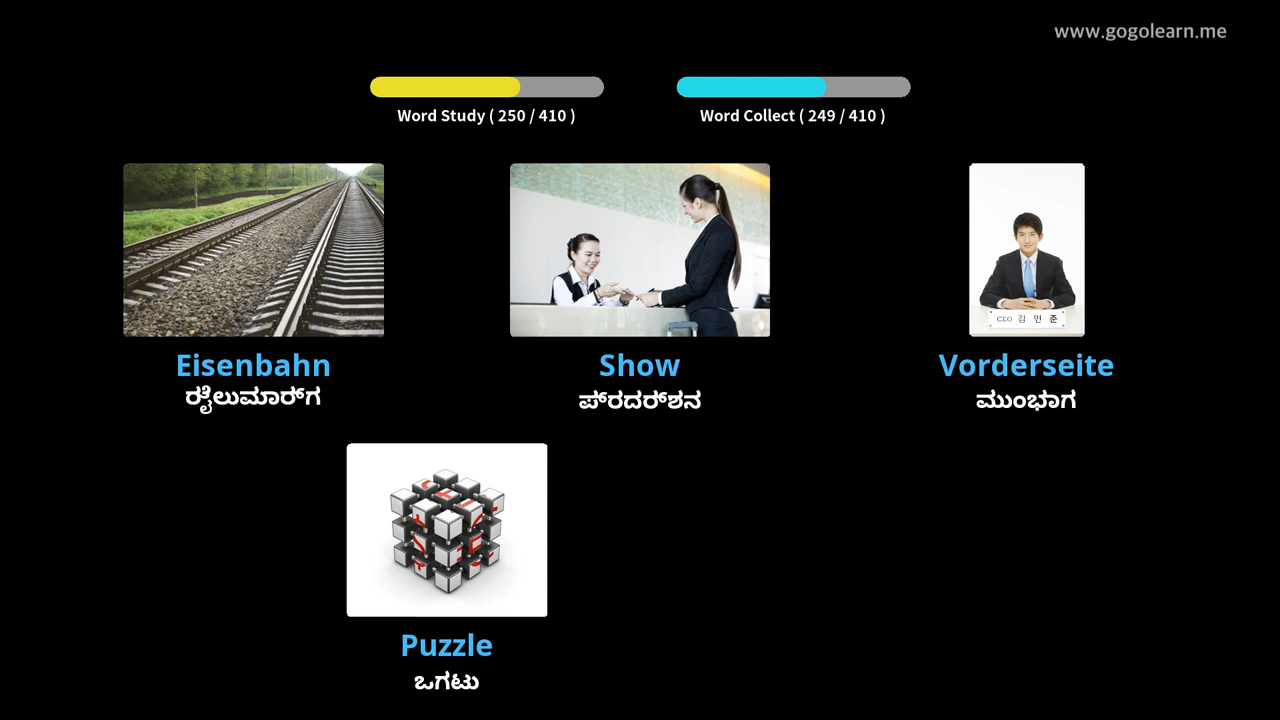 www.gogolearn.me
Word Study ( 250 / 410 )
Word Collect ( 249 / 410 )
CEO 김 민 준
Eisenbahn
ರೈಲುಮಾರ್ಗ
Show
ಪ್ರದರ್ಶನ
Vorderseite
ಮುಂಭಾಗ
Puzzle
ಒಗಟು